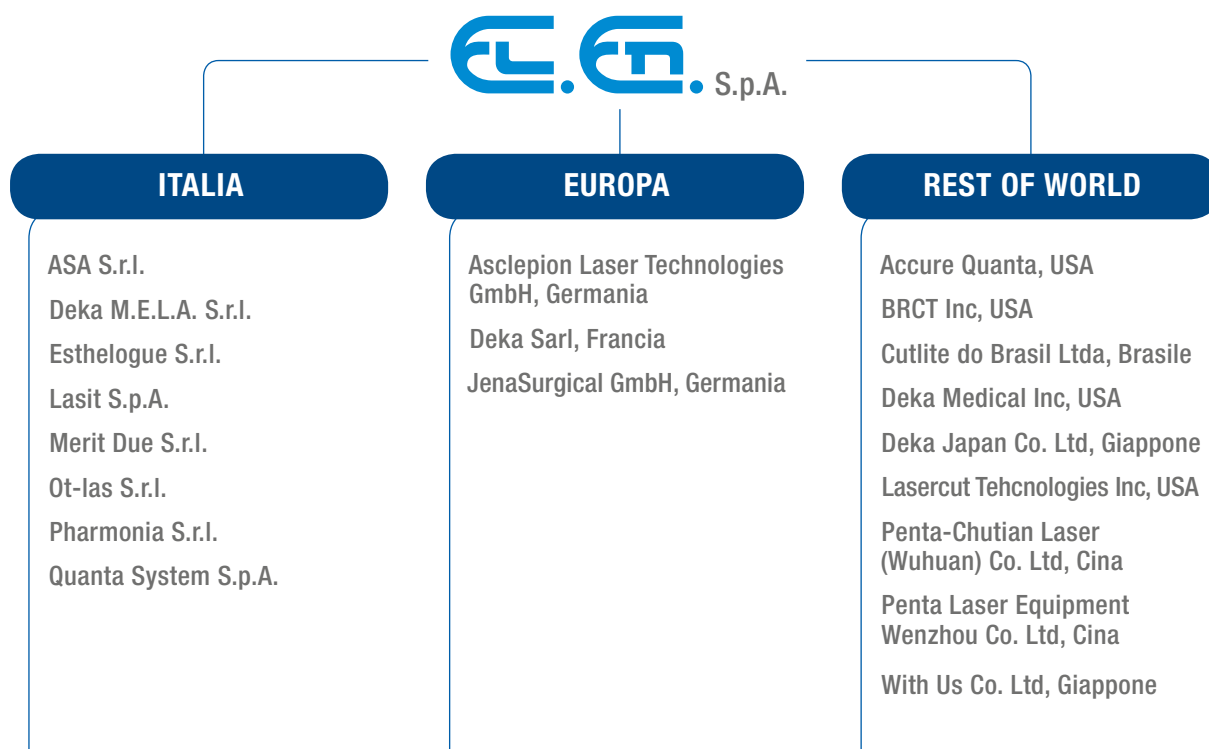 EL.En. S.p.A.
ITALIA
ASA S.r.l.
Deka M.E.L.A. S.r.l.
Esthelogue S.r.l.
Lasit S.p.A.
Merit Due S.r.l.
Ot-las S.r.l.
Pharmonia S.r.l.
Quanta System S.p.A.
EUROPA
Asclepion Laser Technologies
GmbH, Germania
Deka Sarl, Francia
JenaSurgical GmbH, Germania
REST OF WORLD
Accure Quanta, USA
BRCT Inc, USA
Cutlite do Brasil Ltda, Brasile
Deka Medical Inc, USA
Deka Japan Co. Ltd, Giappone
Lasercut Tehcnologies Inc, USA
Penta-Chutian Laser
(Wuhuan) Co. Ltd, Cina
Penta Laser Equipment
Wenzhou Co. Ltd, Cina
With Us Co. Ltd, Giappone